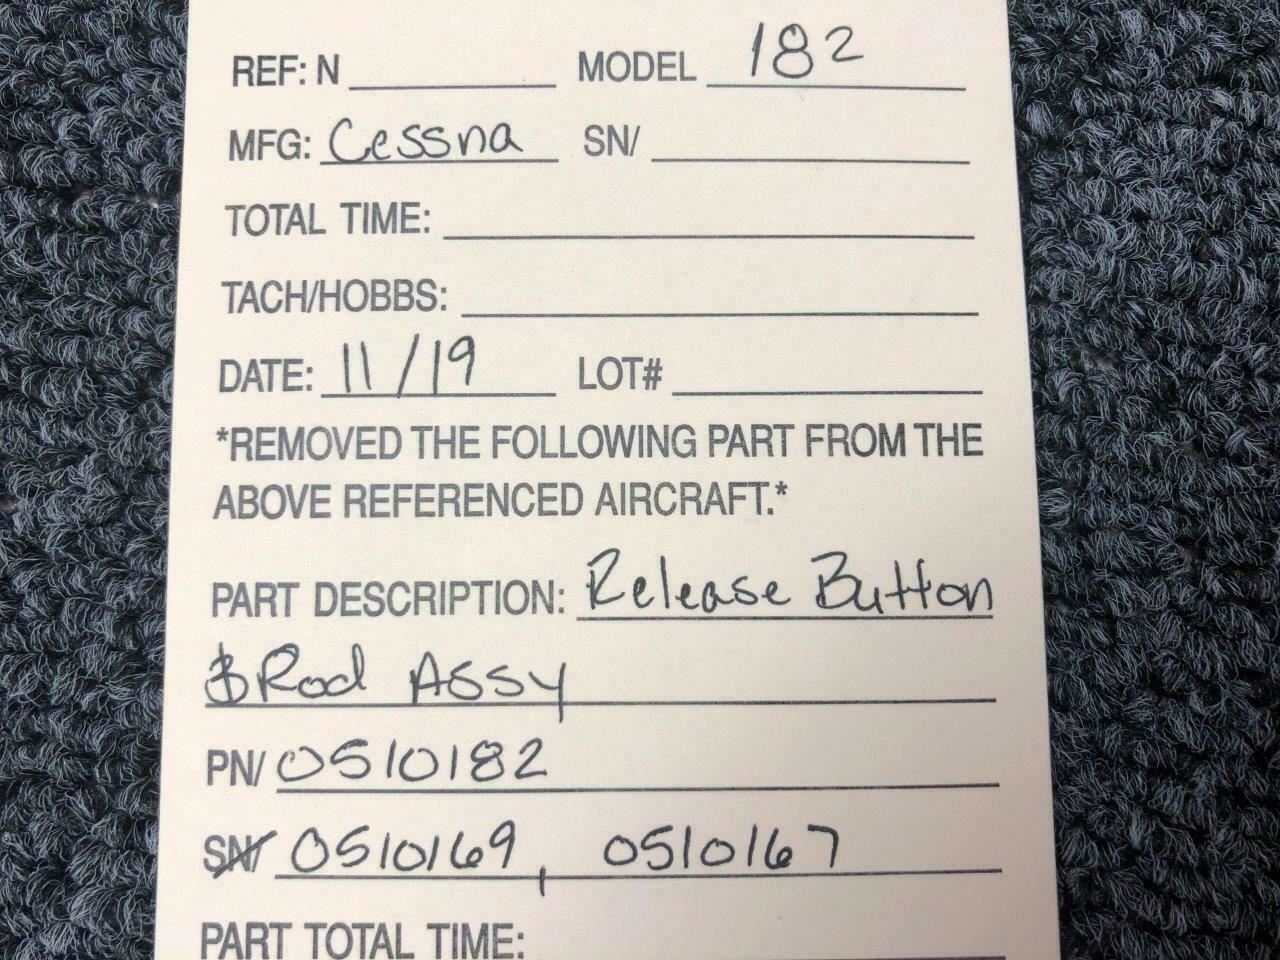 REF: N MODEL 182
MFG: Cessna SN/
TOTAL TIME:
TACH/HOBBS:
DATE: 11/19 LOT#
*REMOVED THE FOLLOWING PART FROM THE
ABOVE REFERENCED AIRCRAFT.*
PART DESCRIPTION: Release Button
& Rod Assy
PN/ 0510182
SN/ 0510169, 0510167
PART TOTAL TIME: